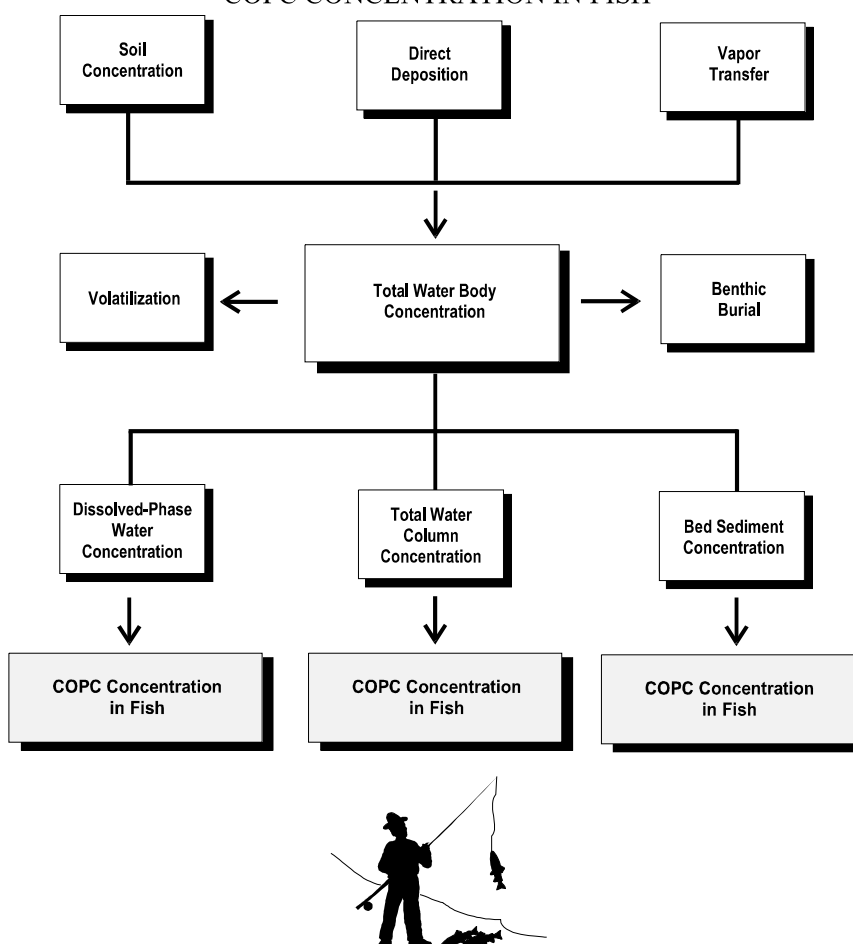 COPC CONCENTRATION IN FISH
Soil
Concentration
Direct
Deposition
Vapor
Transfer
Volatilization
Total Water Body
Concentration
Benthic
Burial
Dissolved-Phase
Water
Concentration
Total Water
Column
Concentration
Bed Sediment
Concentration
COPC Concentration
in Fish
COPC Concentration
in Fish
COPC Concentration
in Fish